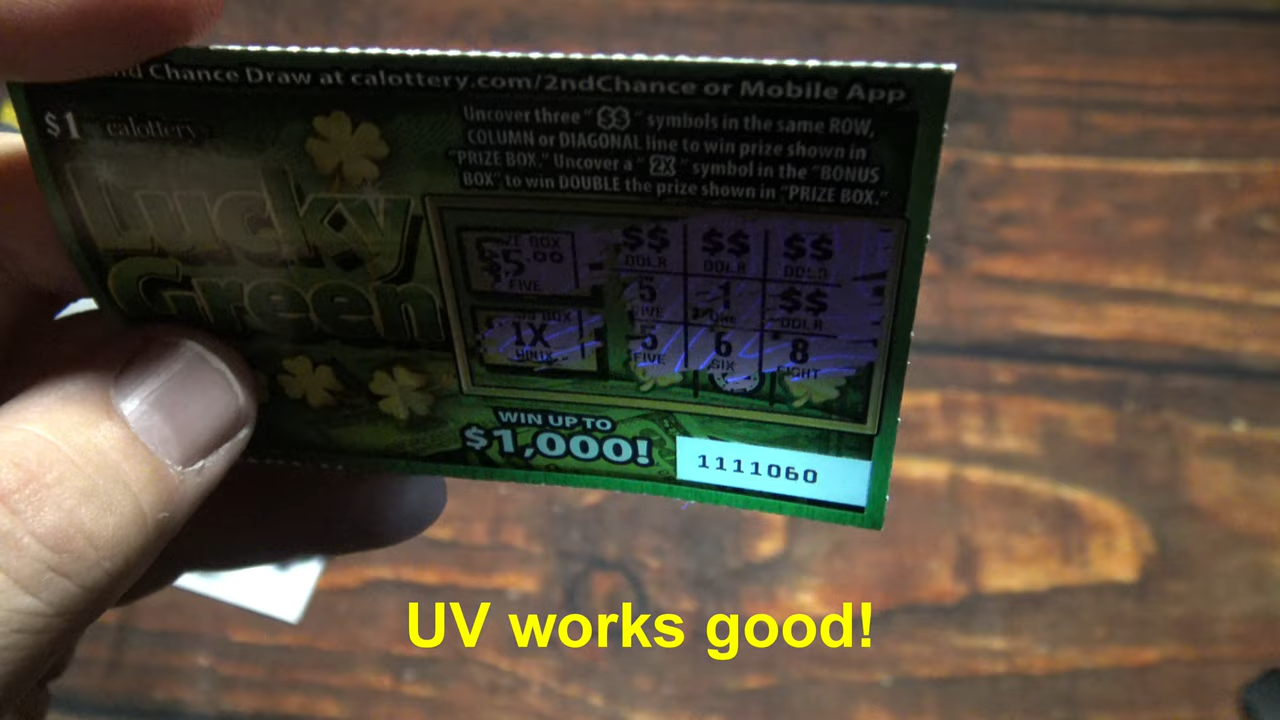 nd Chance Draw at calottery.com/2ndChance or Mobile App
$1 calottery
Uncover three "$$" symbols in the same ROW,
COLUMN or DIAGONAL line to win prize shown in
"PRIZE BOX." Uncover a "2X" symbol in the "BONUS
BOX" to win DOUBLE the prize shown in "PRIZE BOX."
Lucky
Green
ZE BOX
$5.00
FIVE
BOX
1X
$$ $$ $$
DOLR DOLR DOLR
5 1 $$
FIVE ONE DOLR
5 6 8
FIVE SIX EIGHT
WIN UP TO
$1,000!
1111060
UV works good!